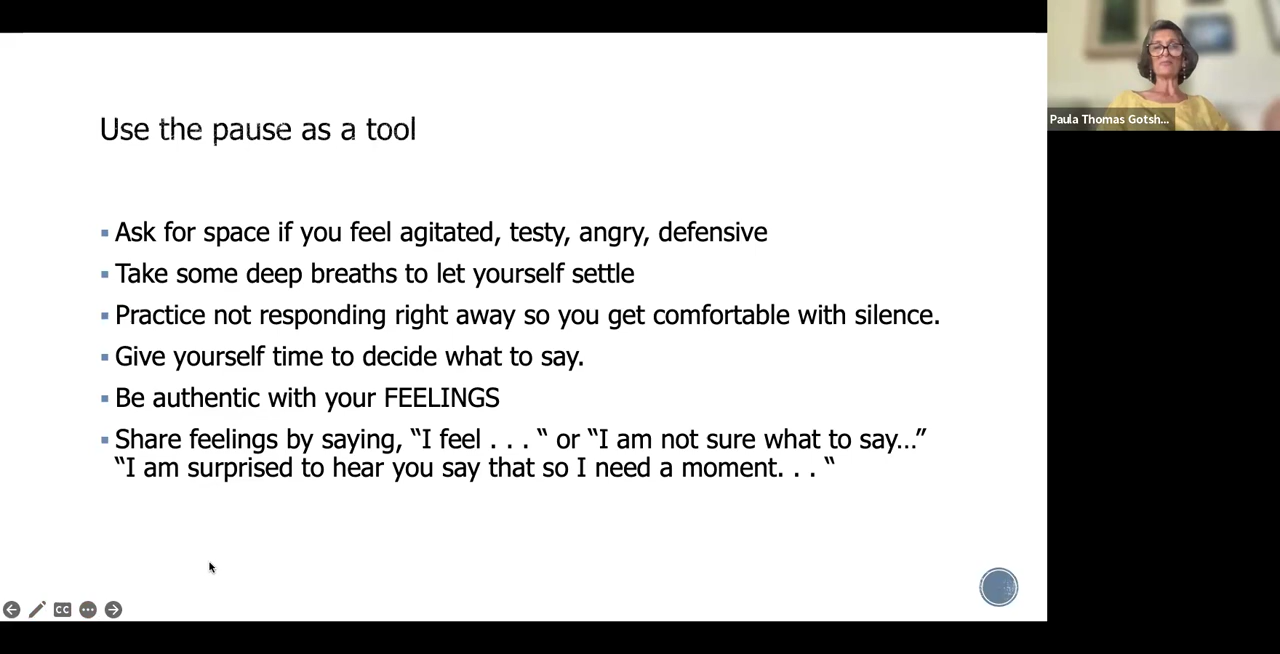 Use the pause as a tool
▪ Ask for space if you feel agitated, testy, angry, defensive
▪ Take some deep breaths to let yourself settle
▪ Practice not responding right away so you get comfortable with silence.
▪ Give yourself time to decide what to say.
▪ Be authentic with your FEELINGS
▪ Share feelings by saying, “I feel . . . “ or “I am not sure what to say…”
“I am surprised to hear you say that so I need a moment. . . “
CC
Paula Thomas Gotsh...